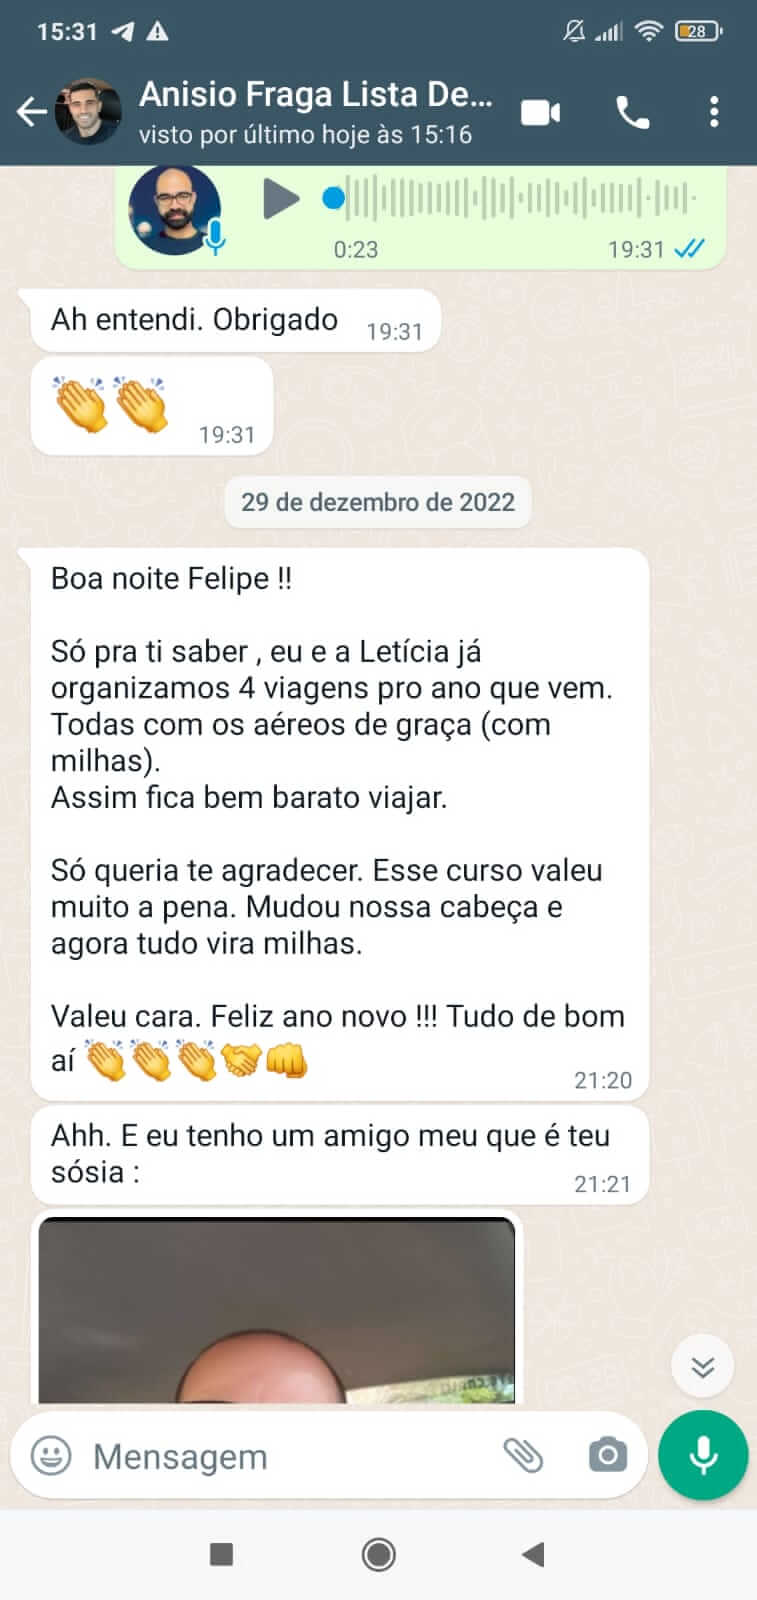 15:31
28
Anisio Fraga Lista De...
visto por último hoje às 15:16
0:23
19:31
Ah entendi. Obrigado
19:31
👏👏
19:31
29 de dezembro de 2022
Boa noite Felipe !!
Só pra ti saber , eu e a Letícia já
organizamos 4 viagens pro ano que vem.
Todas com os aéreos de graça (com
milhas).
Assim fica bem barato viajar.
Só queria te agradecer. Esse curso valeu
muito a pena. Mudou nossa cabeça e
agora tudo vira milhas.
Valeu cara. Feliz ano novo !!! Tudo de bom
aí 👏👏👏🤝👊
21:20
Ahh. E eu tenho um amigo meu que é teu
sósia :
21:21
Mensagem